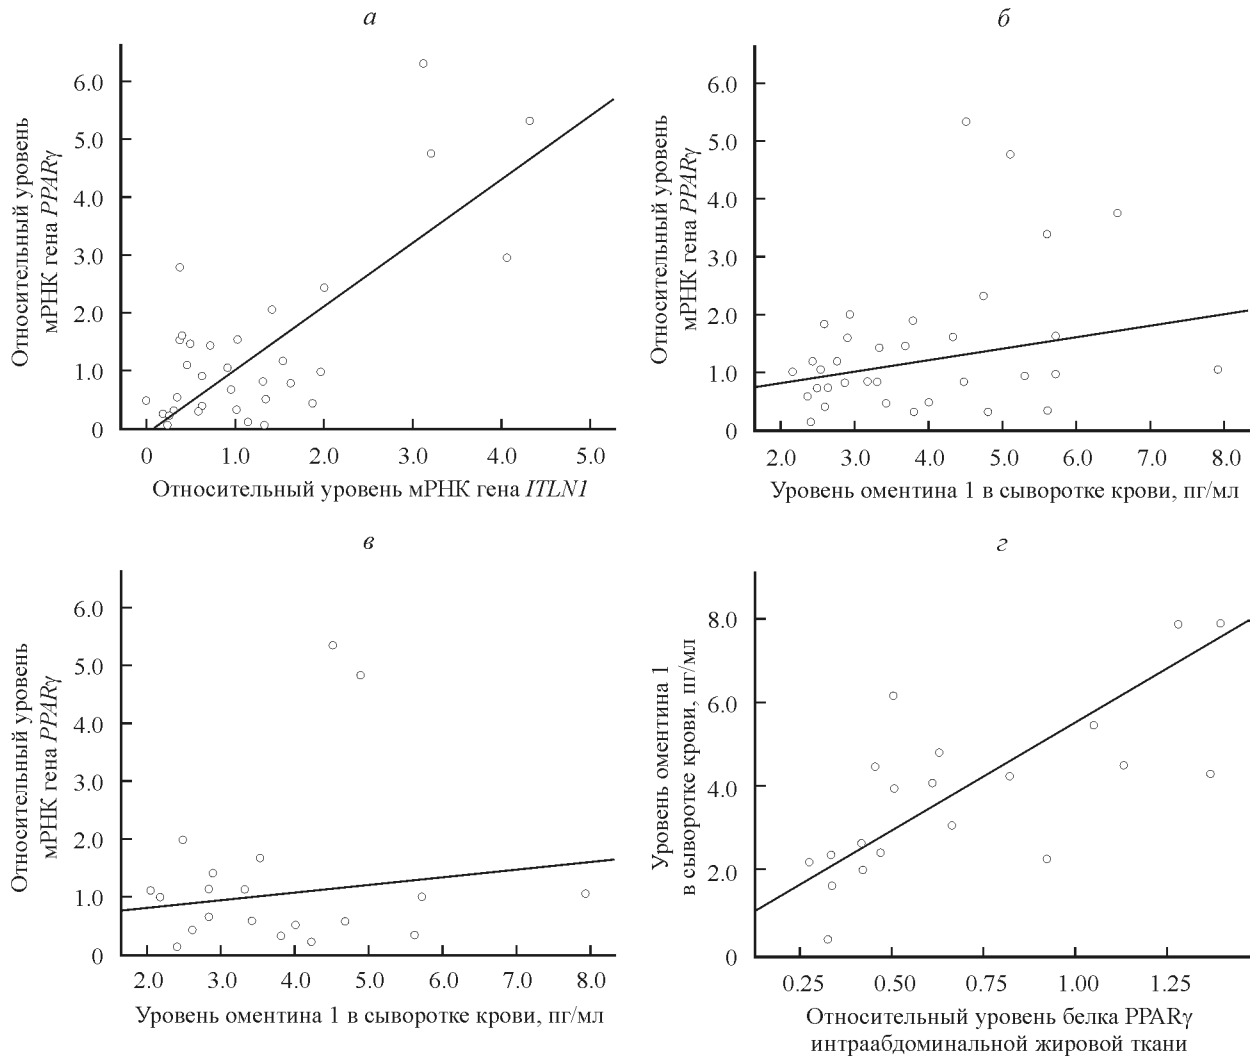 а
Относительный уровень
мРНК гена PPARγ
6.0
5.0
4.0
3.0
2.0
1.0
0
0 1.0 2.0 3.0 4.0 5.0
Относительный уровень мРНК гена ITLN1
б
Относительный уровень
мРНК гена PPARγ
6.0
5.0
4.0
3.0
2.0
1.0
0
2.0 3.0 4.0 5.0 6.0 7.0 8.0
Уровень оментина 1 в сыворотке крови, пг/мл
в
Относительный уровень
мРНК гена PPARγ
6.0
5.0
4.0
3.0
2.0
1.0
0
2.0 3.0 4.0 5.0 6.0 7.0 8.0
Уровень оментина 1 в сыворотке крови, пг/мл
г
Уровень оментина 1
в сыворотке крови, пг/мл
8.0
6.0
4.0
2.0
0
0.25 0.50 0.75 1.00 1.25
Относительный уровень белка PPARγ
интраабдоминальной жировой ткани